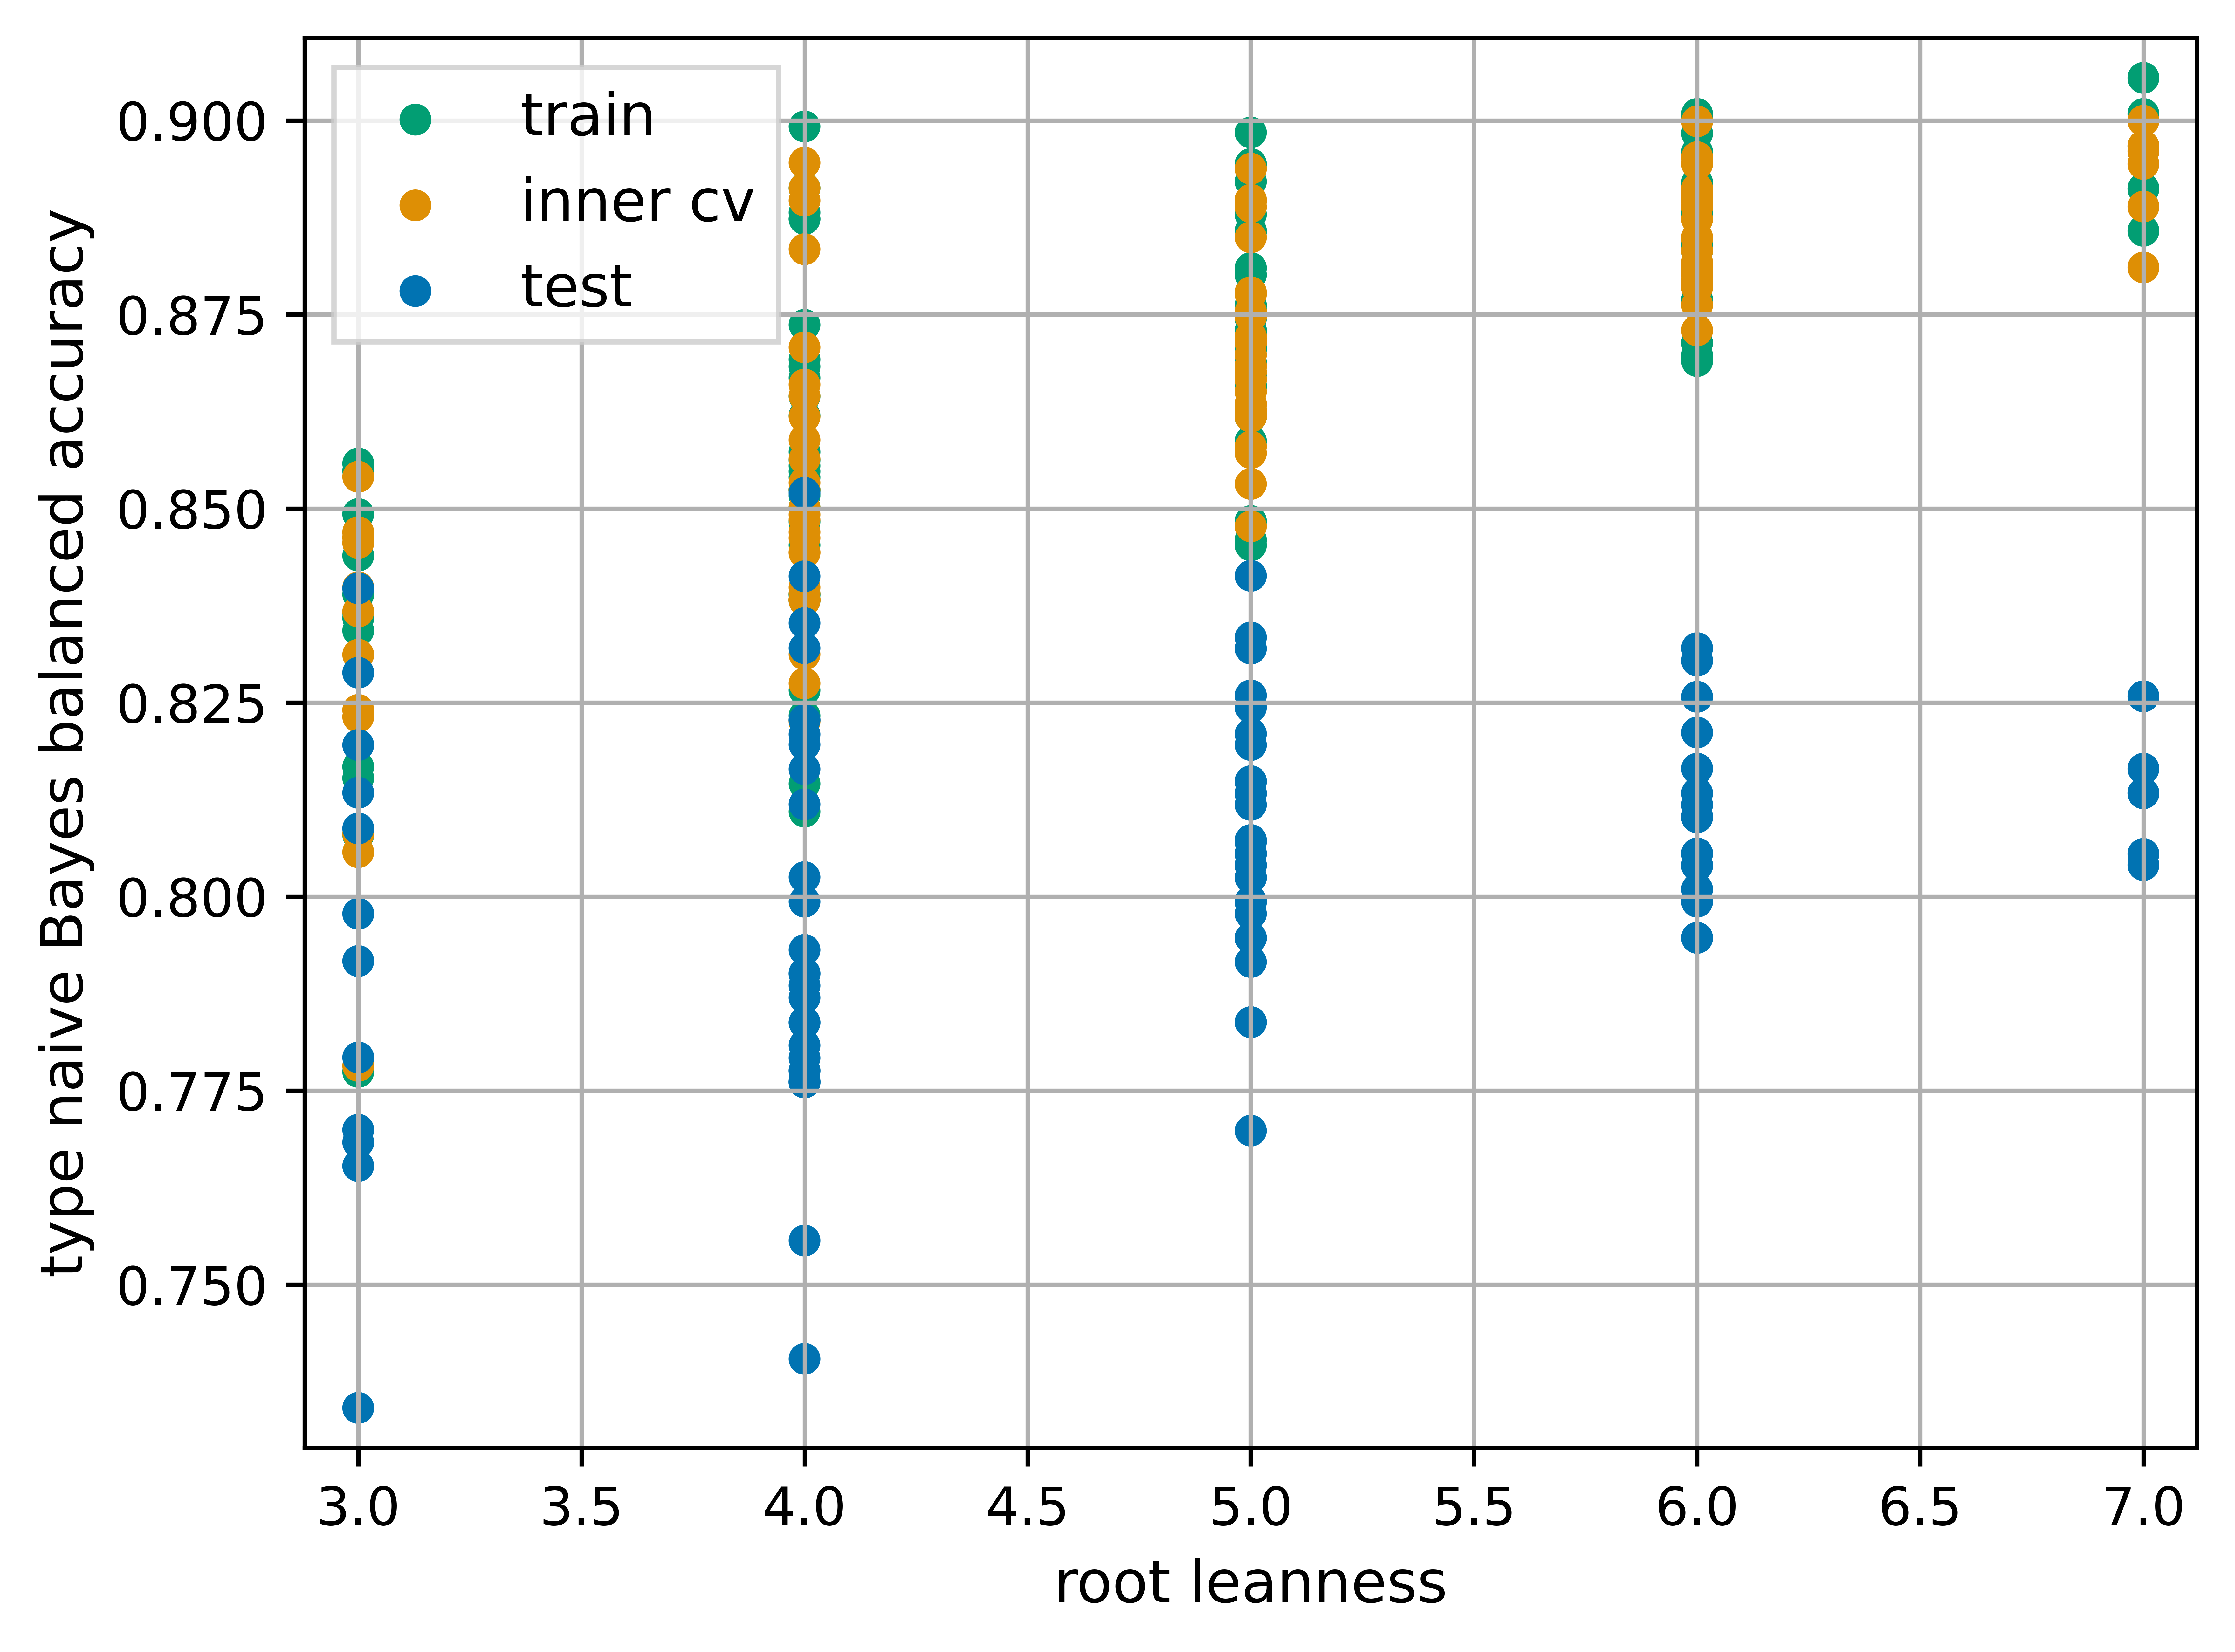 train
inner cv
test
0.900
0.875
0.850
0.825
0.800
0.775
0.750
type naive Bayes balanced accuracy
3.0 3.5 4.0 4.5 5.0 5.5 6.0 6.5 7.0
root leanness